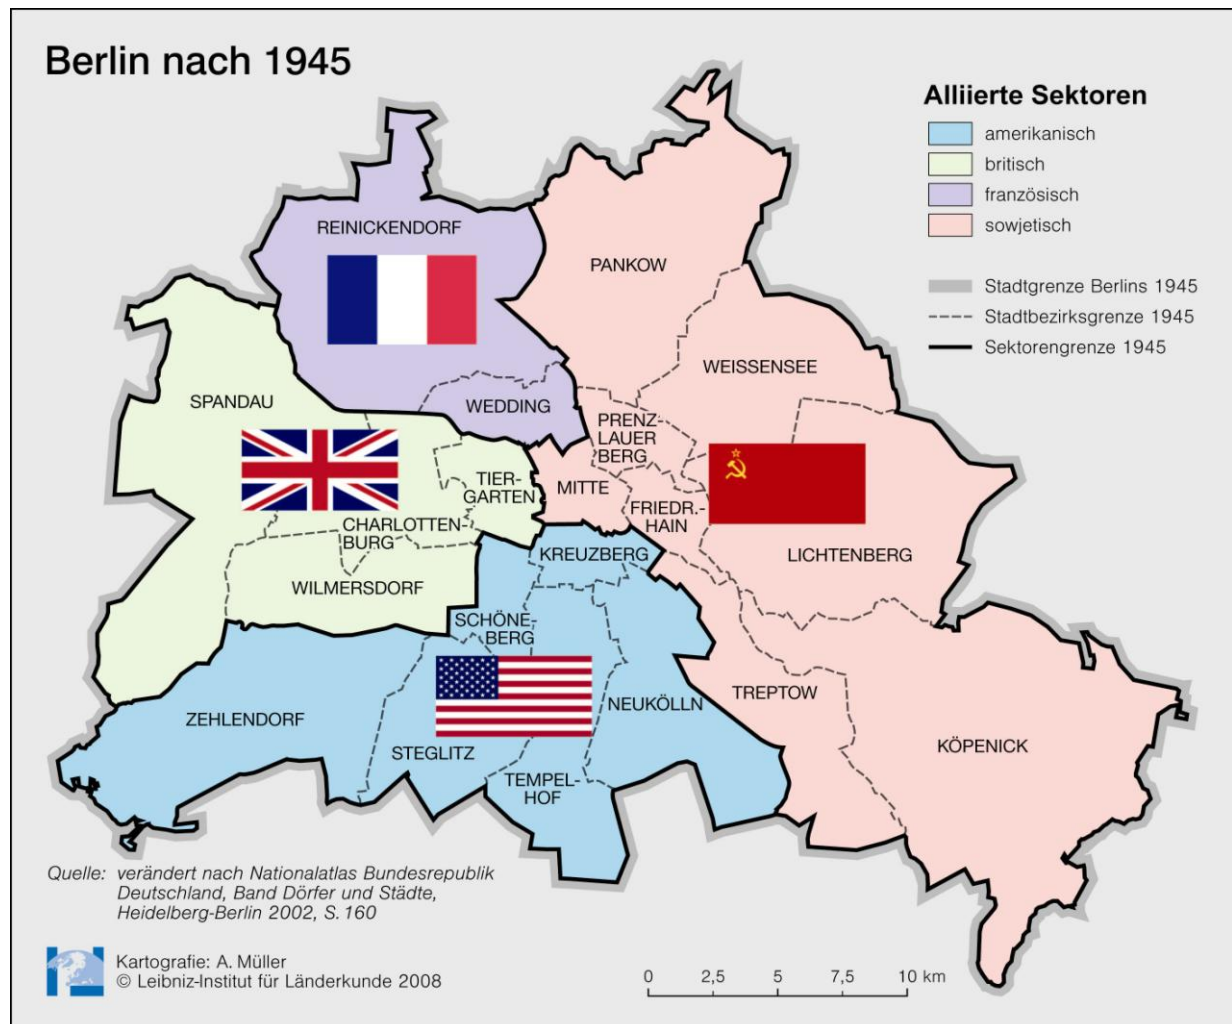 Berlin nach 1945
Alliierte Sektoren
amerikanisch
britisch
französisch
sowjetisch
Stadtgrenze Berlins 1945
Stadtbezirksgrenze 1945
Sektorengrenze 1945
REINICKENDORF
PANKOW
WEISSENSEE
SPANDAU
WEDDING
PRENZ-
LAUER
BERG
TIER-
GARTEN
MITTE
FRIEDR.-
HAIN
CHARLOTTEN-
BURG
KREUZBERG
LICHTENBERG
WILMERSDORF
SCHÖNE-
BERG
ZEHLENDORF
NEUKÖLLN
TREPTOW
STEGLITZ
KÖPENICK
TEMPEL-
HOF
Quelle: verändert nach Nationalatlas Bundesrepublik
Deutschland, Band Dörfer und Städte,
Heidelberg-Berlin 2002, S. 160
Kartografie: A. Müller
© Leibniz-Institut für Länderkunde 2008
0 2,5 5 7,5 10 km